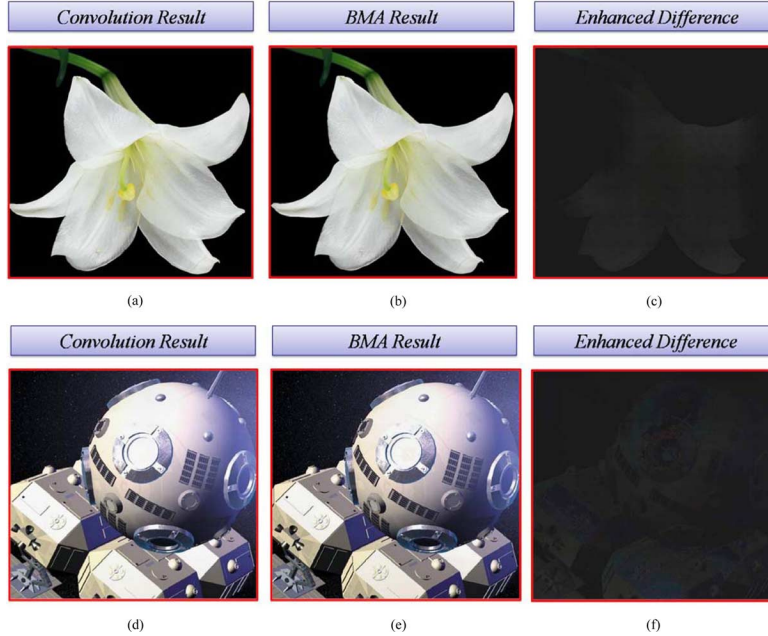 Convolution Result
BMA Result
Enhanced Difference
(a)
(b)
(c)
Convolution Result
BMA Result
Enhanced Difference
(d)
(e)
(f)